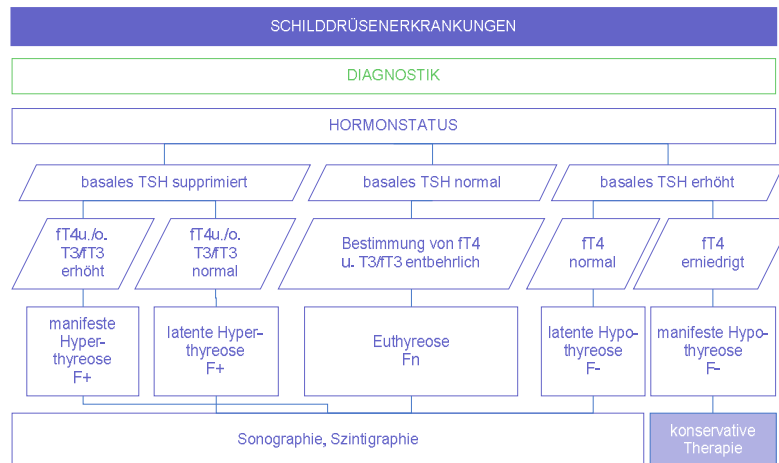 SCHILDDRÜSENERKRANKUNGEN
DIAGNOSTIK
HORMONSTATUS
basales TSH supprimiert
basales TSH normal
basales TSH erhöht
fT4u./o.
T3/fT3
erhöht
fT4u./o.
T3/fT3
normal
Bestimmung von fT4
u. T3/fT3 entbehrlich
fT4
normal
fT4
erniedrigt
manifeste
Hyper-
thyreose
F+
latente Hyper-
thyreose
F+
Euthyreose
Fn
latente Hypo-
thyreose
F-
manifeste Hypo-
thyreose
F-
Sonographie, Szintigraphie
konservative
Therapie